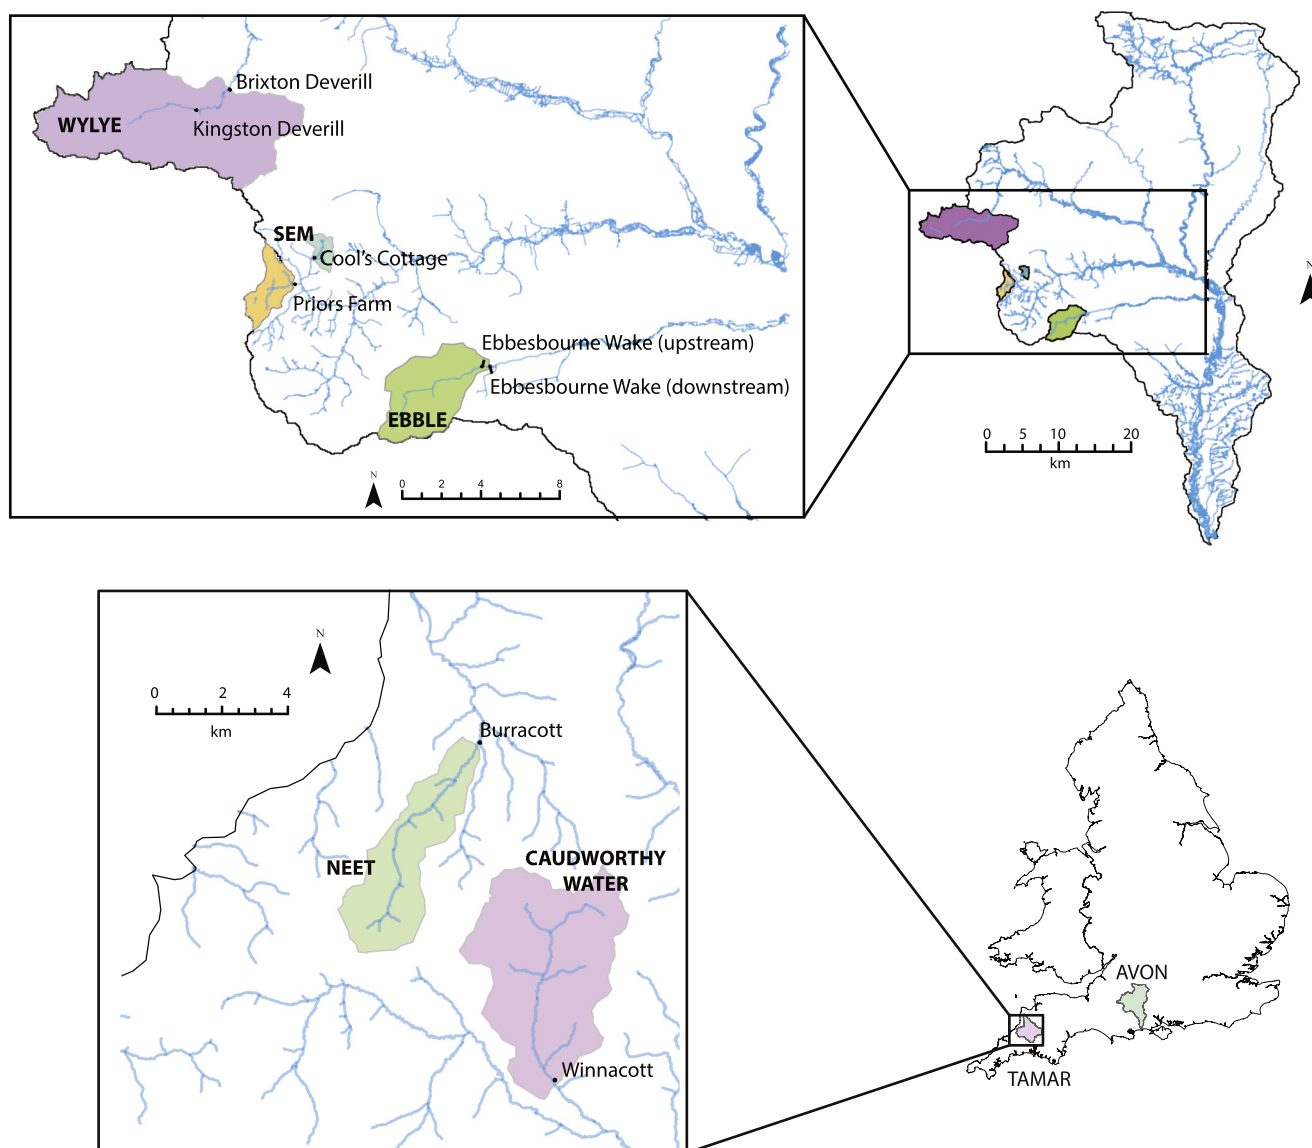 Brixton Deverill
WYLYE
Kingston Deverill
SEM
Cool's Cottage
Priors Farm
Ebbesbourne Wake (upstream)
Ebbesbourne Wake (downstream)
EBBLE
N
0 2 4 8
N
0 5 10 20
km
N
0 2 4
km
Burracott
NEET
CAUDWORTHY
WATER
Winnacott
AVON
TAMAR